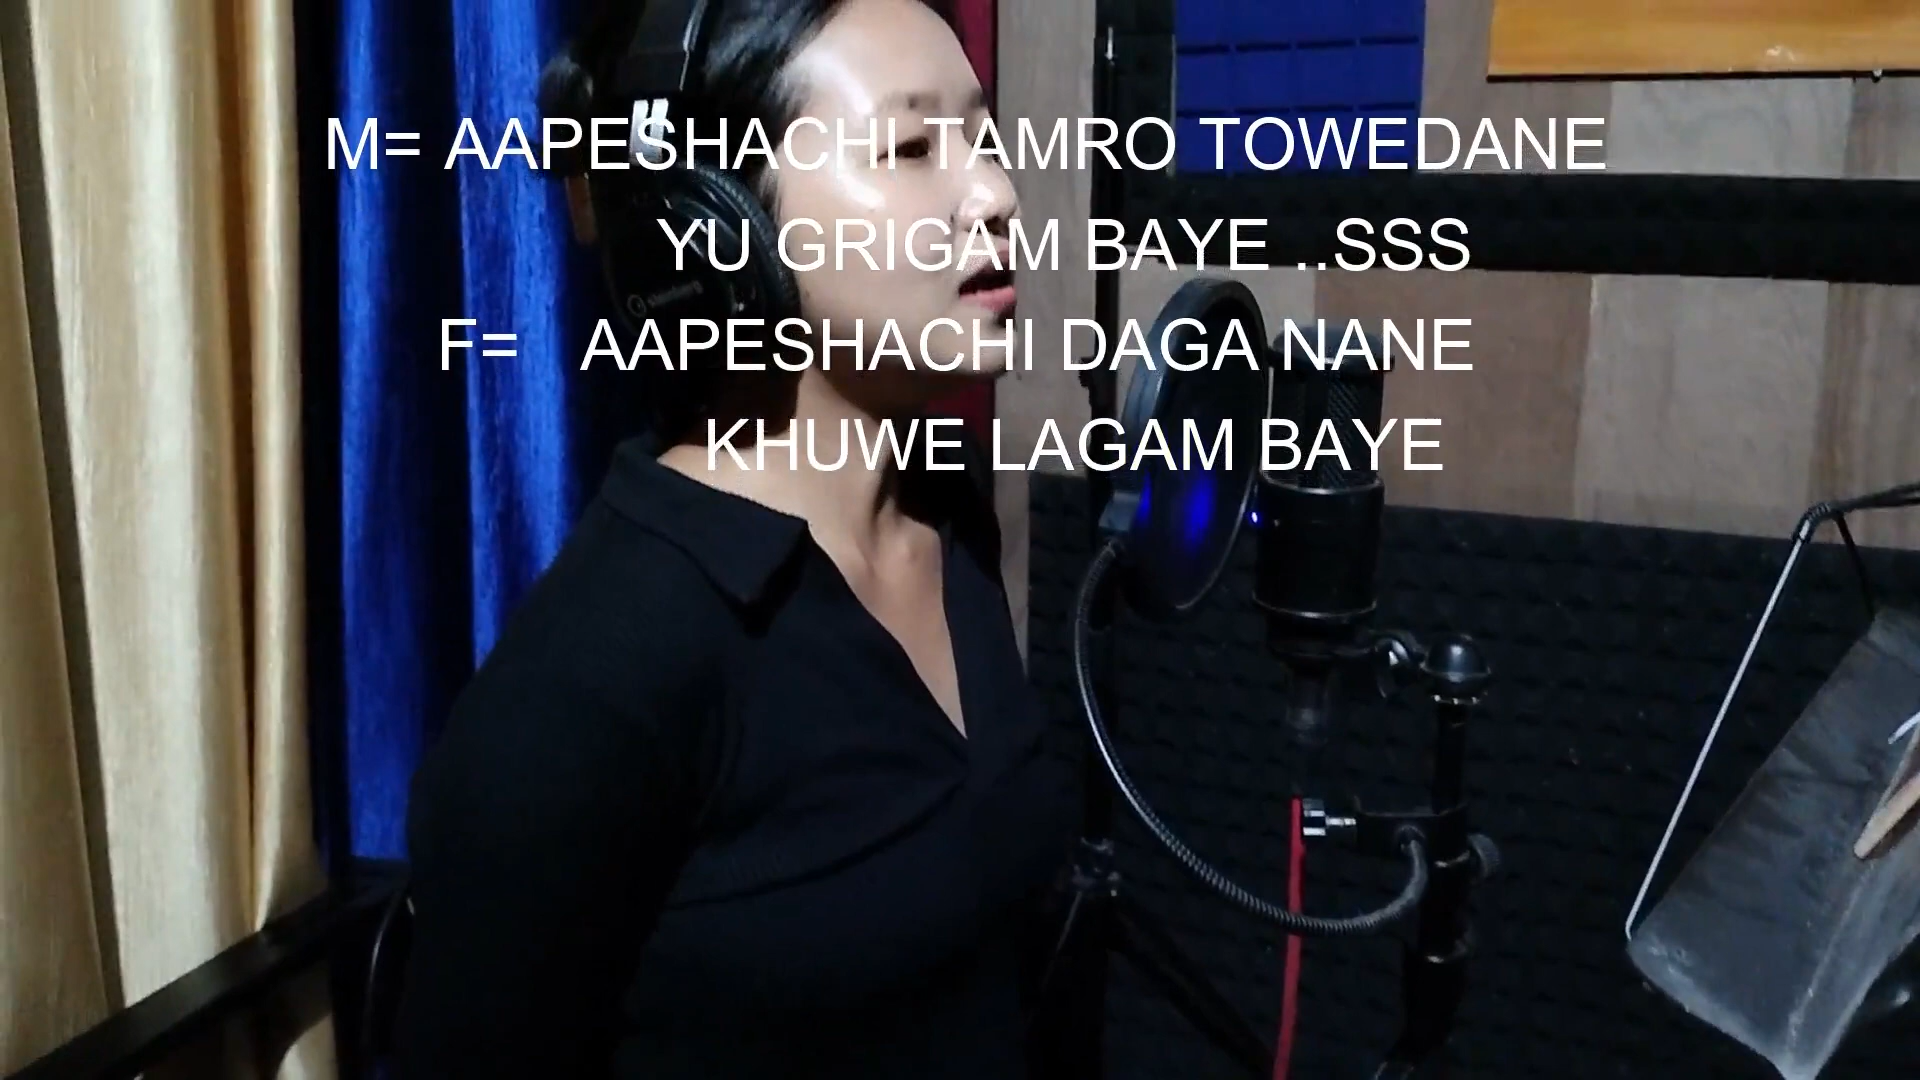 M= AAPESHACHI TAMRO TOWEDANE
YU GRIGAM BAYE ..SSS
F= AAPESHACHI DAGA NANE
KHUWE LAGAM BAYE